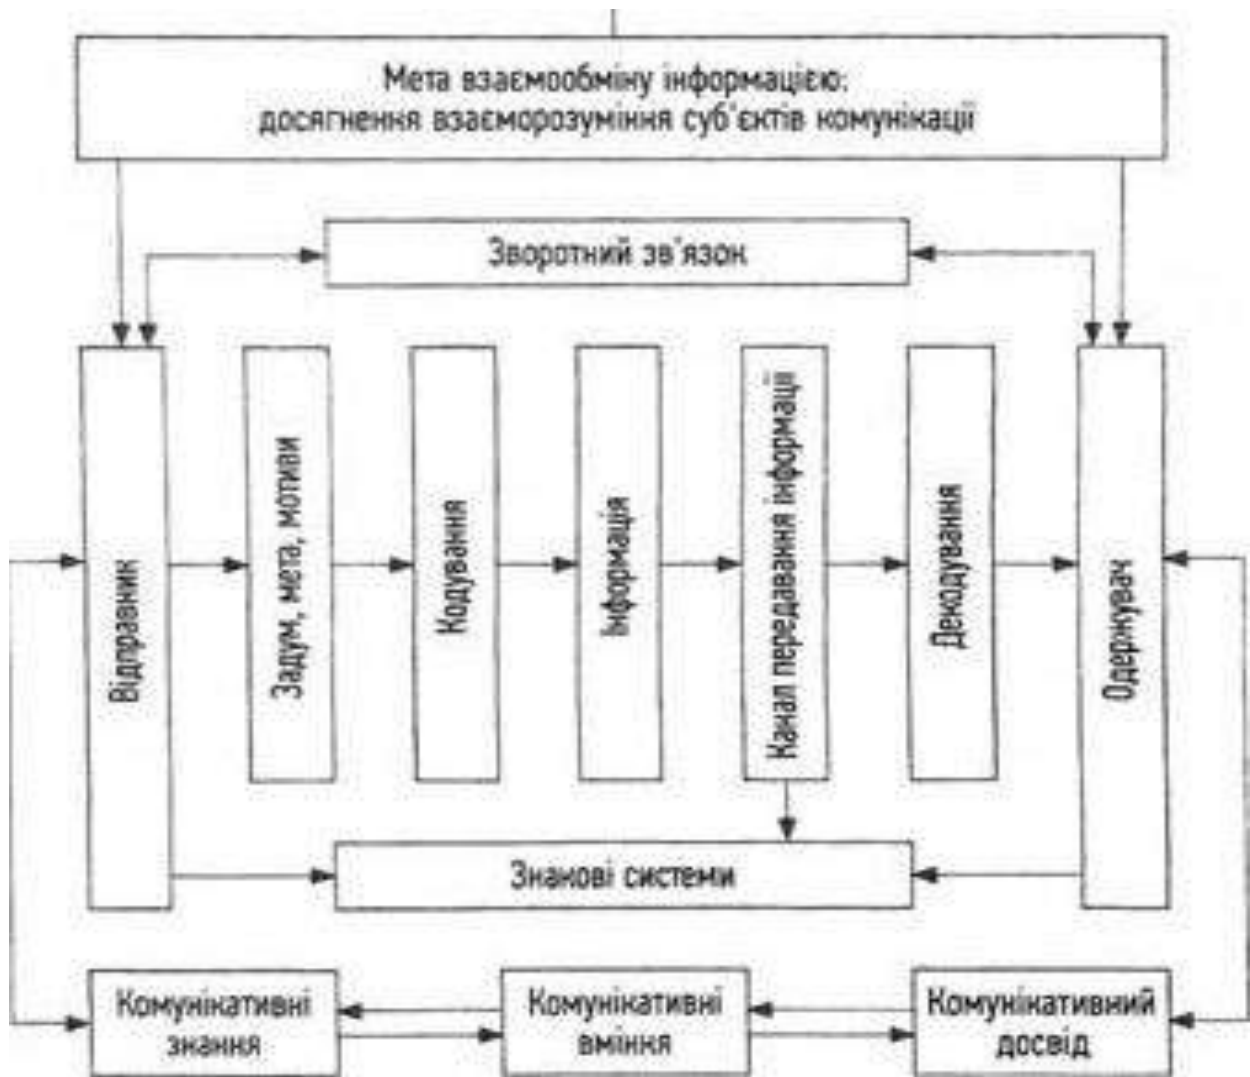 Мета взаємообміну інформацією:
досягнення взаєморозуміння суб'єктів комунікації
Зворотний зв'язок
Відправник
Задум, мета, мотиви
Кодування
Інформація
Канал передавання інформації
Декодування
Одержувач
Знакові системи
Комунікативні
знання
Комунікативні
вміння
Комунікативний
досвід